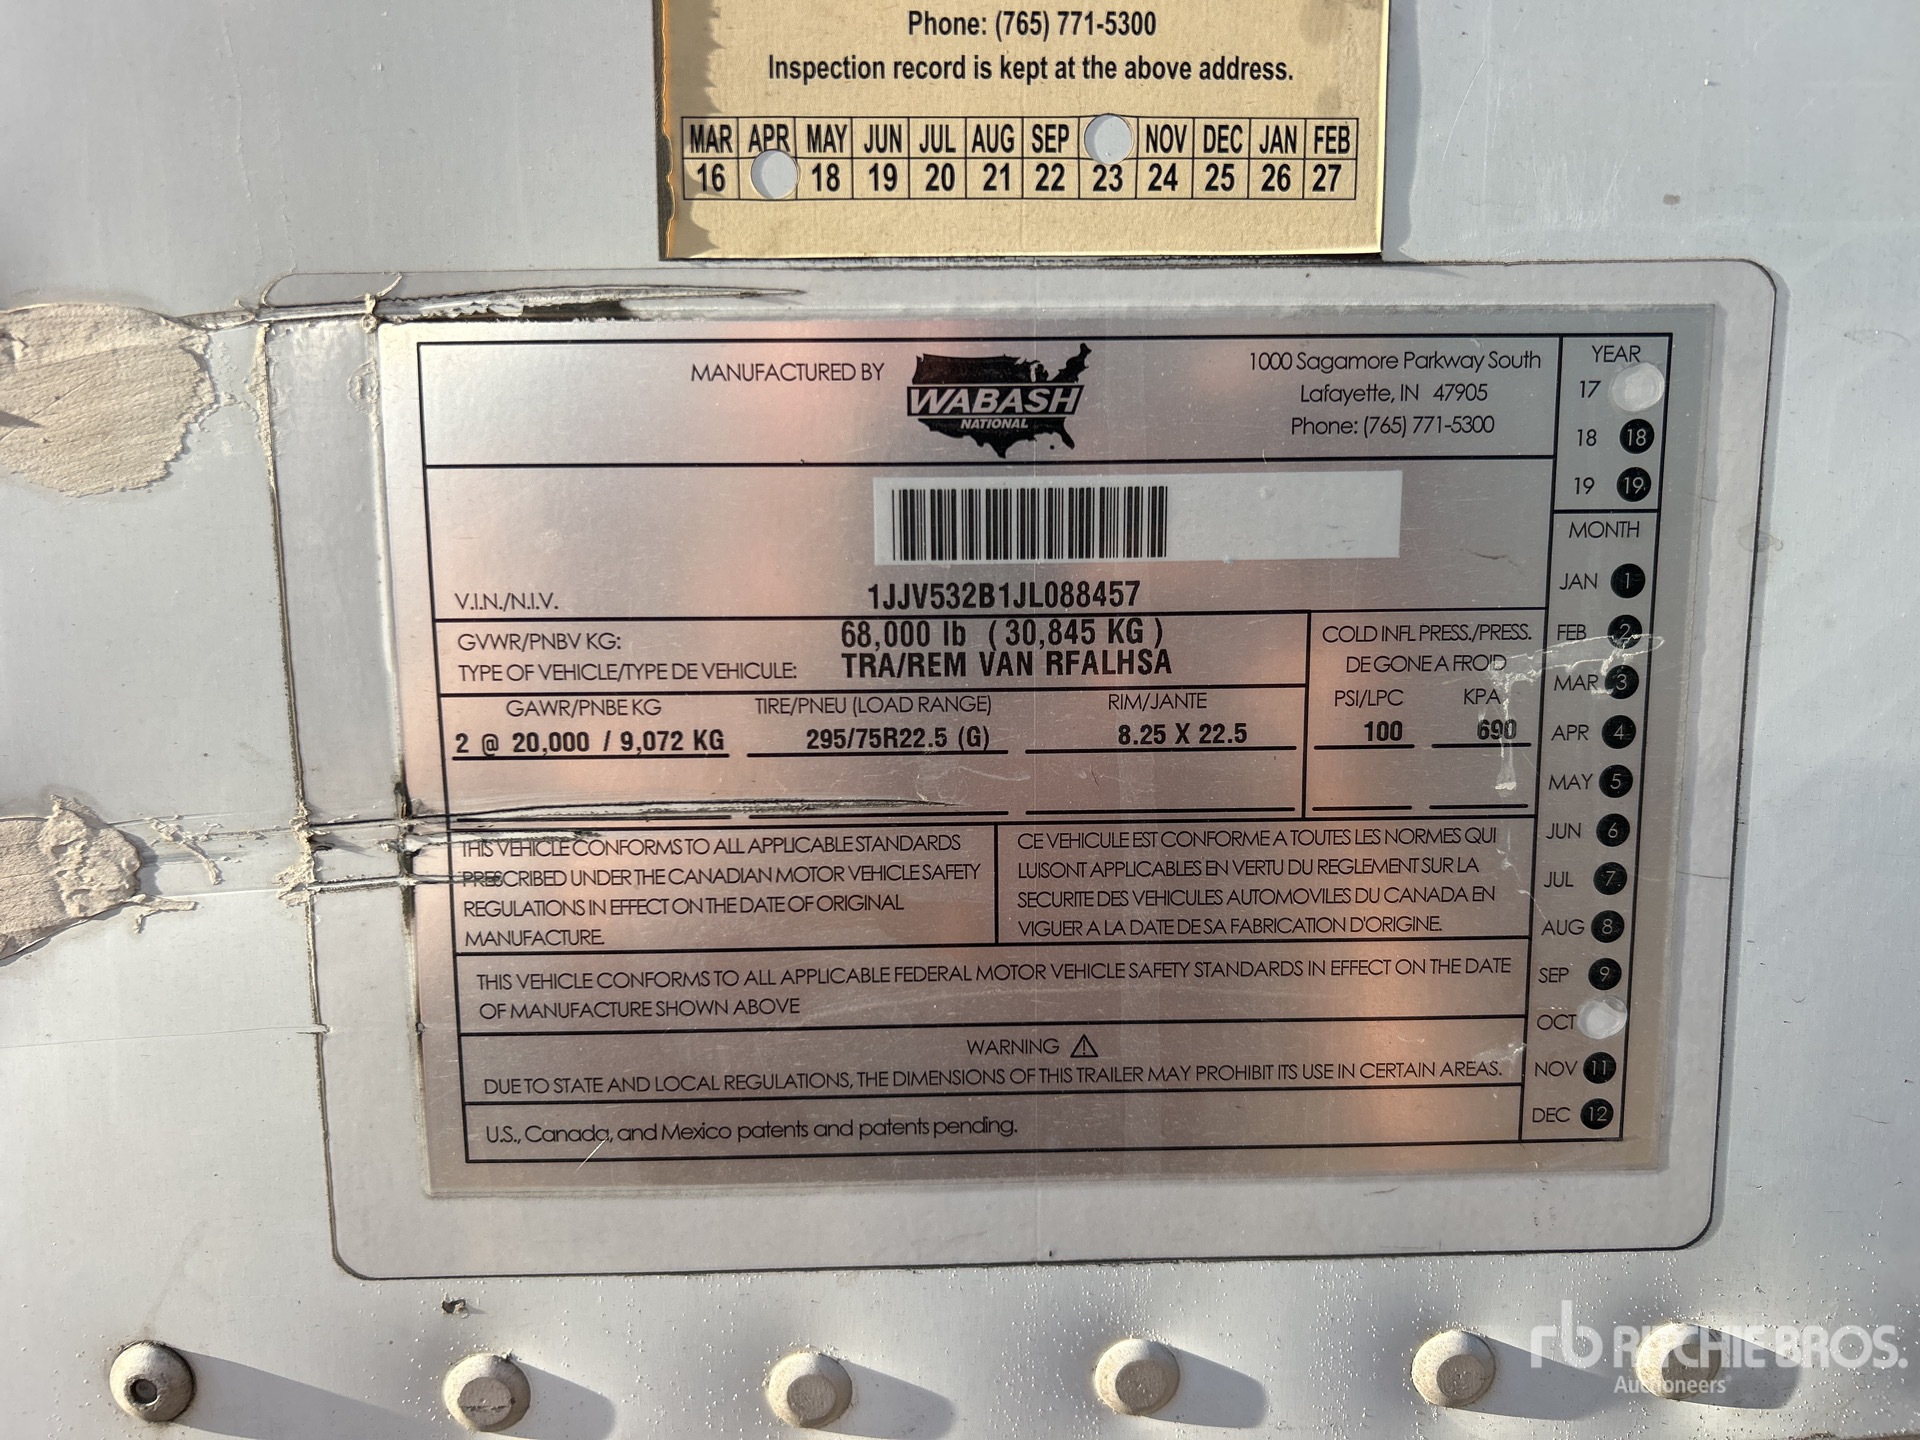 Phone: (765) 771-5300
Inspection record is kept at the above address.
MAR APR MAY JUN JUL AUG SEP NOV DEC JAN FEB
16 18 19 20 21 22 23 24 25 26 27
MANUFACTURED BY
WABASH
NATIONAL
1000 Sagamore Parkway South
Lafayette, IN 47905
Phone: (765) 771-5300
V.I.N./N.I.V. 1JJV532B1JL088457
GVWR/PNBV KG: 68,000 lb ( 30,845 KG )
TYPE OF VEHICLE/TYPE DE VEHICULE: TRA/REM VAN RFALHSA
COLD INFL PRESS./PRESS.
DE GONE A FROID
GAWR/PNBE KG TIRE/PNEU (LOAD RANGE) RIM/JANTE PSI/LPC KPA
2 @ 20,000 / 9,072 KG 295/75R22.5 (G) 8.25 X 22.5 100 690
THIS VEHICLE CONFORMS TO ALL APPLICABLE STANDARDS
PRESCRIBED UNDER THE CANADIAN MOTOR VEHICLE SAFETY
REGULATIONS IN EFFECT ON THE DATE OF ORIGINAL
MANUFACTURE.
CE VEHICULE EST CONFORME A TOUTES LES NORMES QUI
LUISONT APPLICABLES EN VERTU DU REGLEMENT SUR LA
SECURITE DES VEHICULES AUTOMOVILES DU CANADA EN
VIGUER A LA DATE DE SA FABRICATION D'ORIGINE.
THIS VEHICLE CONFORMS TO ALL APPLICABLE FEDERAL MOTOR VEHICLE SAFETY STANDARDS IN EFFECT ON THE DATE
OF MANUFACTURE SHOWN ABOVE
WARNING
DUE TO STATE AND LOCAL REGULATIONS, THE DIMENSIONS OF THIS TRAILER MAY PROHIBIT ITS USE IN CERTAIN AREAS.
U.S., Canada, and Mexico patents and patents pending.
YEAR
17
18 18
19 19
MONTH
JAN 1
FEB 2
MAR 3
APR 4
MAY 5
JUN 6
JUL 7
AUG 8
SEP 9
OCT
NOV 11
DEC 12
rb RITCHIE BROS.
Auctioneers